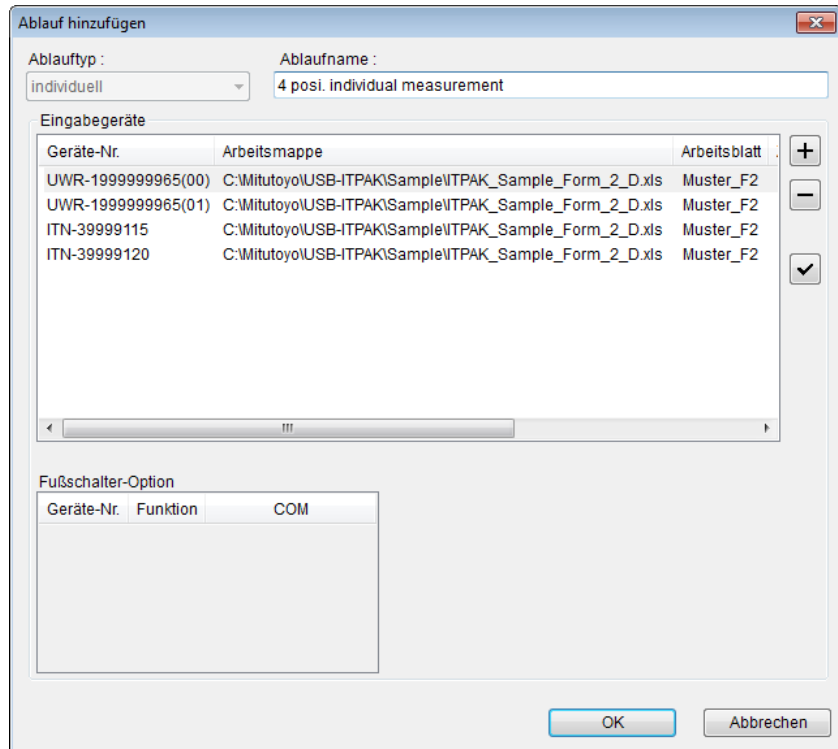 Ablauf hinzufügen
Ablauftyp : Ablaufname :
individuell 4 posi. individual measurement
Eingabegeräte
Geräte-Nr. Arbeitsmappe Arbeitsblatt
UWR-1999999965(00) C:\Mitutoyo\USB-ITPAK\Sample\ITPAK_Sample_Form_2_D.xls Muster_F2
UWR-1999999965(01) C:\Mitutoyo\USB-ITPAK\Sample\ITPAK_Sample_Form_2_D.xls Muster_F2
ITN-39999115 C:\Mitutoyo\USB-ITPAK\Sample\ITPAK_Sample_Form_2_D.xls Muster_F2
ITN-39999120 C:\Mitutoyo\USB-ITPAK\Sample\ITPAK_Sample_Form_2_D.xls Muster_F2
Fußschalter-Option
Geräte-Nr. Funktion COM
OK Abbrechen